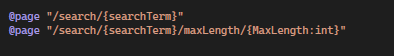 @page "/search/{searchTerm}"
@page "/search/{searchTerm}/maxLength/{MaxLength:int}"